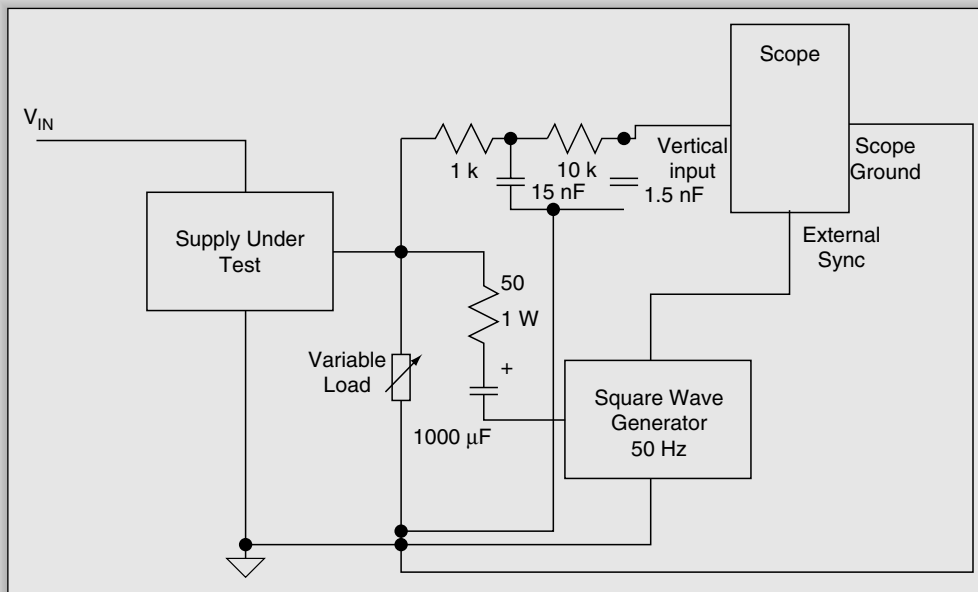 Scope
V_IN
1 k
10 k
Vertical
input
Scope
Ground
15 nF
1.5 nF
Supply Under
Test
External
Sync
50
1 W
Variable
Load
+
Square Wave
Generator
50 Hz
1000 μF